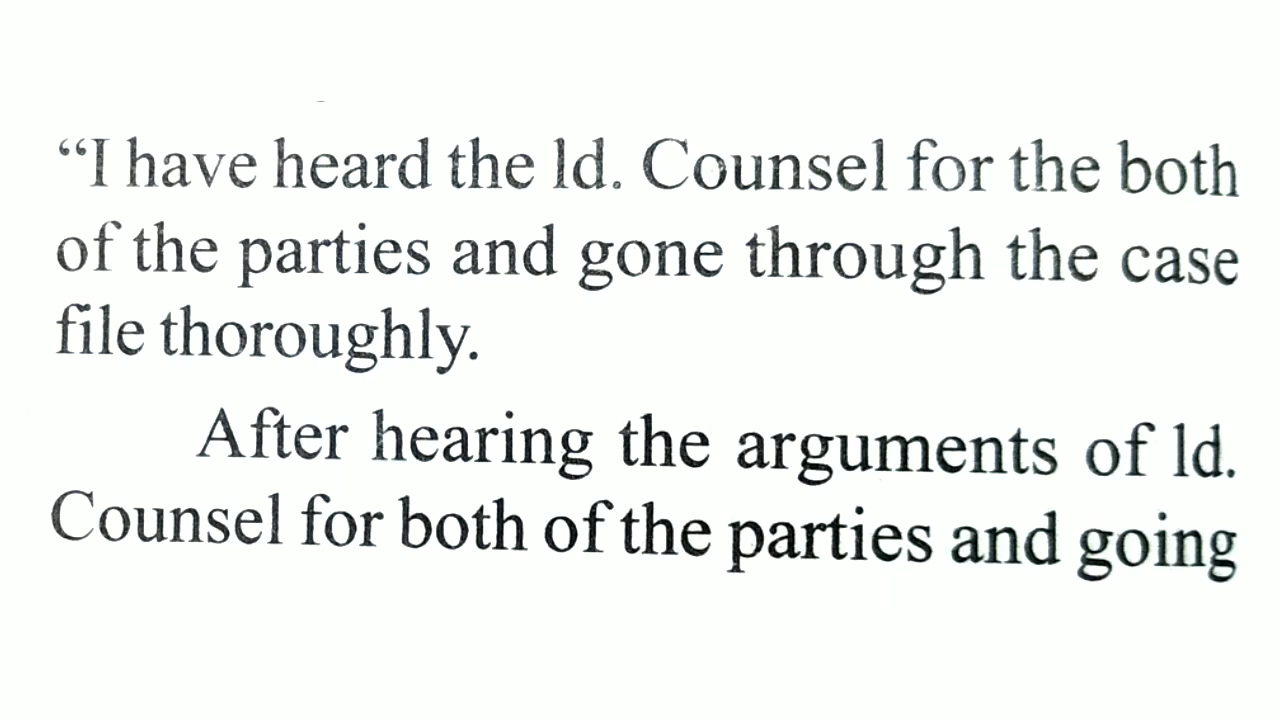 “I have heard the ld. Counsel for the both
of the parties and gone through the case
file thoroughly.
After hearing the arguments of ld.
Counsel for both of the parties and going